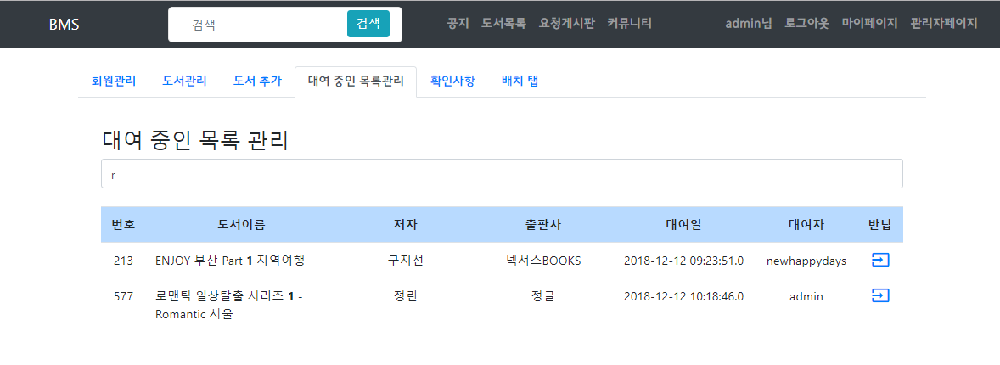 BMS 검색 검색 공지 도서목록 요청게시판 커뮤니티 admin님 로그아웃 마이페이지 관리자페이지
회원관리 도서관리 도서 추가 대여 중인 목록관리 확인사항 배치 탭
대여 중인 목록 관리
r
번호 도서이름 저자 출판사 대여일 대여자 반납
213 ENJOY 부산 Part 1 지역여행 구지선 넥서스BOOKS 2018-12-12 09:23:51.0 newhappydays
577 로맨틱 일상탈출 시리즈 1 - 정린 정글 2018-12-12 10:18:46.0 admin
Romantic 서울